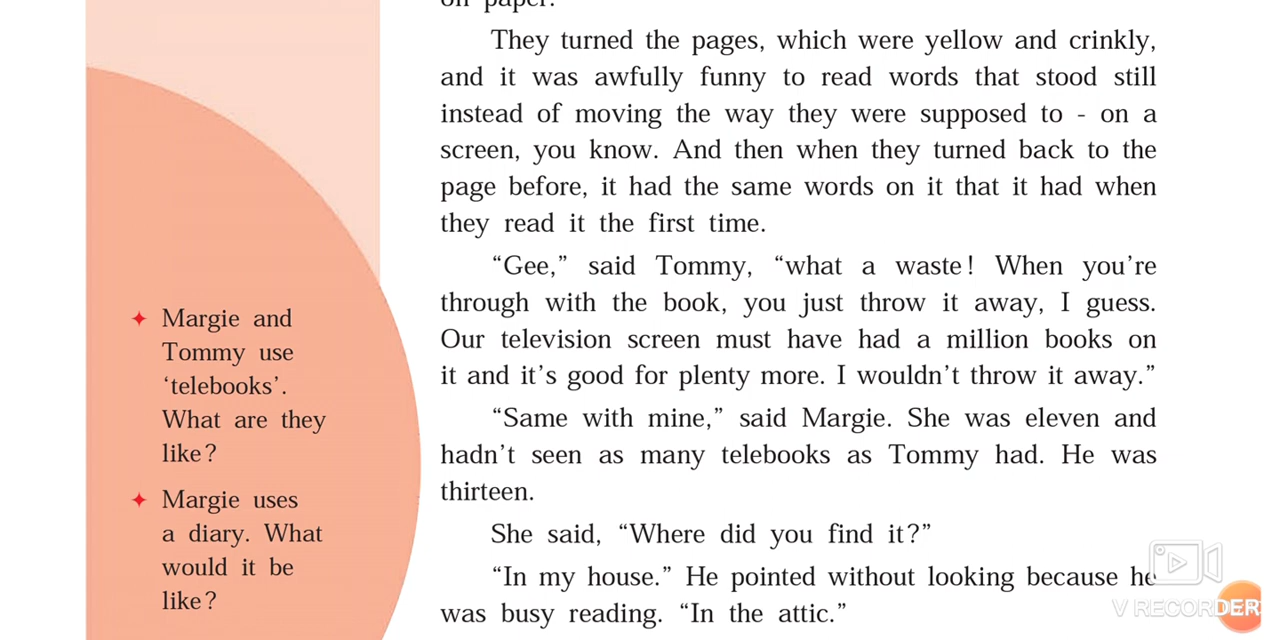 on paper.
They turned the pages, which were yellow and crinkly,
and it was awfully funny to read words that stood still
instead of moving the way they were supposed to - on a
screen, you know. And then when they turned back to the
page before, it had the same words on it that it had when
they read it the first time.
“Gee,” said Tommy, “what a waste! When you’re
through with the book, you just throw it away, I guess.
Our television screen must have had a million books on
it and it’s good for plenty more. I wouldn’t throw it away.”
“Same with mine,” said Margie. She was eleven and
hadn’t seen as many telebooks as Tommy had. He was
thirteen.
She said, “Where did you find it?”
“In my house.” He pointed without looking because he
was busy reading. “In the attic.”
Margie and
Tommy use
‘telebooks’.
What are they
like?
Margie uses
a diary. What
would it be
like?
V RECORDER